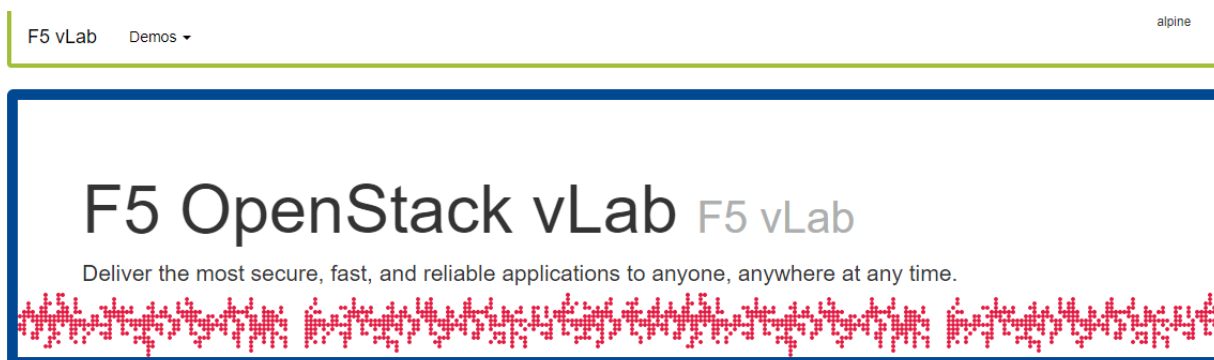 F5 vLab Demos alpine
F5 OpenStack vLab F5 vLab
Deliver the most secure, fast, and reliable applications to anyone, anywhere at any time.